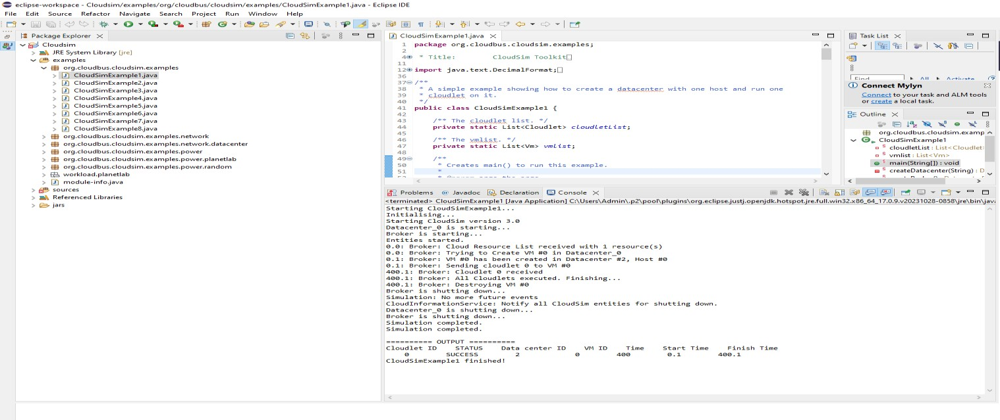 eclipse-workspace - Cloudsim/examples/org/cloudbus/cloudsim/examples/CloudSimExample1.java - Eclipse IDE
File Edit Source Refactor Navigate Search Project Run Window Help
Package Explorer
Cloudsim
JRE System Library [jre]
examples
org.cloudbus.cloudsim.examples
CloudSimExample1.java
CloudSimExample2.java
CloudSimExample3.java
CloudSimExample4.java
CloudSimExample5.java
CloudSimExample6.java
CloudSimExample7.java
CloudSimExample8.java
org.cloudbus.cloudsim.examples.network
org.cloudbus.cloudsim.examples.network.datacenter
org.cloudbus.cloudsim.examples.power
org.cloudbus.cloudsim.examples.power.planetlab
org.cloudbus.cloudsim.examples.power.random
workload.planetlab
module-info.java
sources
Referenced Libraries
jars
CloudSimExample1.java
1 package org.cloudbus.cloudsim.examples;
2
4 * Title: CloudSim Toolkit
11
12 import java.text.DecimalFormat;
36
37 /**
38 * A simple example showing how to create a datacenter with one host and run one
39 * cloudlet on it.
40 */
41 public class CloudSimExample1 {
42
43 /** The cloudlet list. */
44 private static List<Cloudlet> cloudletList;
45
46 /** The vmlist. */
47 private static List<Vm> vmlist;
48
49 /**
50 * Creates main() to run this example.
51 *
Task List
Find All Activate...
Connect Mylyn
Connect to your task and ALM tools
or create a local task.
Outline
org.cloudbus.cloudsim.examp
CloudSimExample1
cloudletList : List<Cloudlet>
vmlist : List<Vm>
main(String[]) : void
createDatacenter(String) : D
Problems Javadoc Declaration Console
<terminated> CloudSimExample1 [Java Application] C:\Users\Admin\.p2\pool\plugins\org.eclipse.justj.openjdk.hotspot.jre.full.win32.x86_64_17.0.9.v20231028-0858\jre\bin\java
Starting CloudSimExample1...
Initialising...
Starting CloudSim version 3.0
Datacenter_0 is starting...
Broker is starting...
Entities started.
0.0: Broker: Cloud Resource List received with 1 resource(s)
0.0: Broker: Trying to Create VM #0 in Datacenter_0
0.1: Broker: VM #0 has been created in Datacenter #2, Host #0
0.1: Broker: Sending cloudlet 0 to VM #0
400.1: Broker: Cloudlet 0 received
400.1: Broker: All Cloudlets executed. Finishing...
400.1: Broker: Destroying VM #0
Broker is shutting down...
Simulation: No more future events
CloudInformationService: Notify all CloudSim entities for shutting down.
Datacenter_0 is shutting down...
Broker is shutting down...
Simulation completed.
Simulation completed.
========== OUTPUT ==========
Cloudlet ID STATUS Data center ID VM ID Time Start Time Finish Time
0 SUCCESS 2 0 400 0.1 400.1
CloudSimExample1 finished!